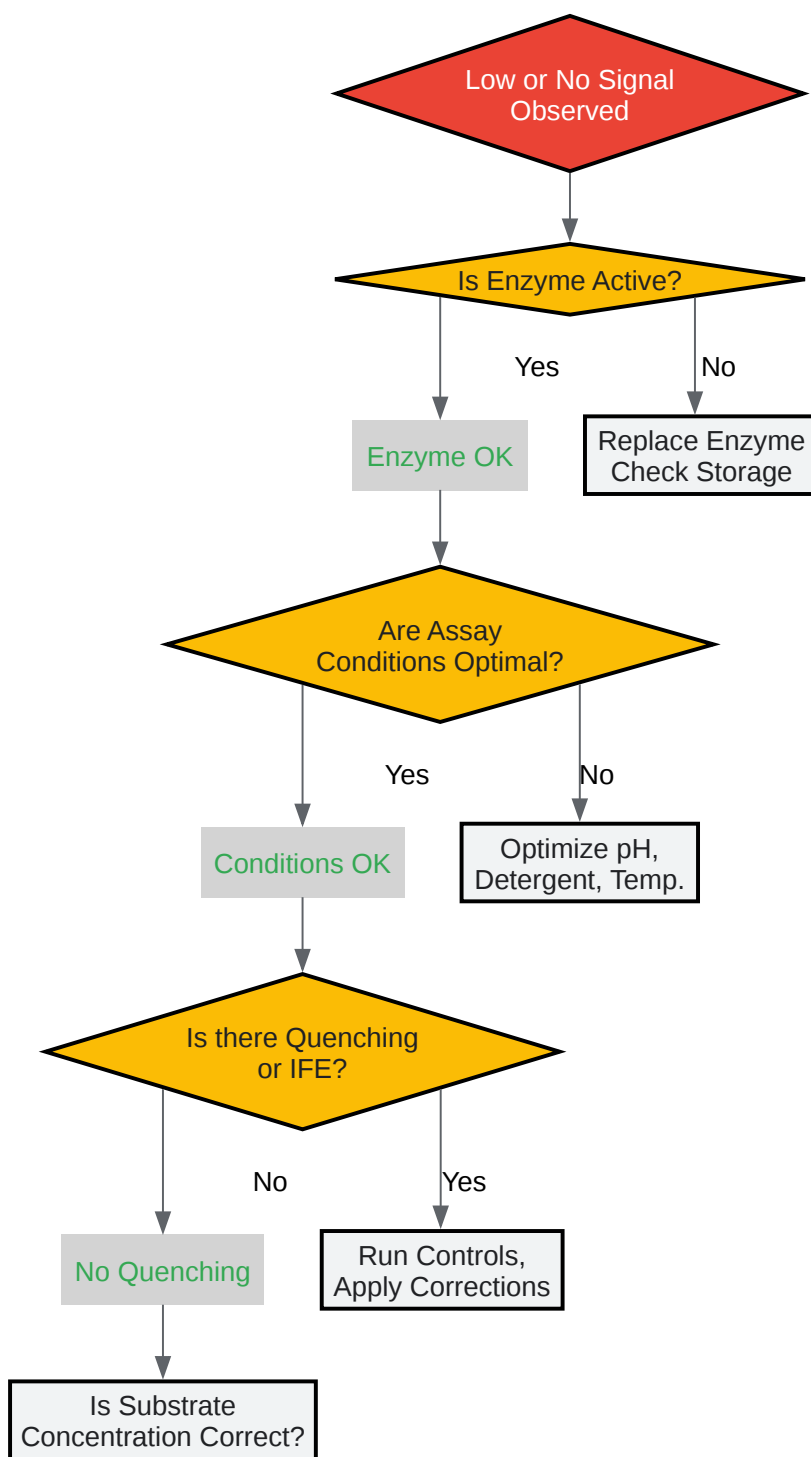 Low or No Signal
Observed
Is Enzyme Active?
Yes
No
Enzyme OK
Replace Enzyme
Check Storage
Are Assay
Conditions Optimal?
Yes
No
Conditions OK
Optimize pH,
Detergent, Temp.
Is there Quenching
or IFE?
No
Yes
No Quenching
Run Controls,
Apply Corrections
Is Substrate
Concentration Correct?